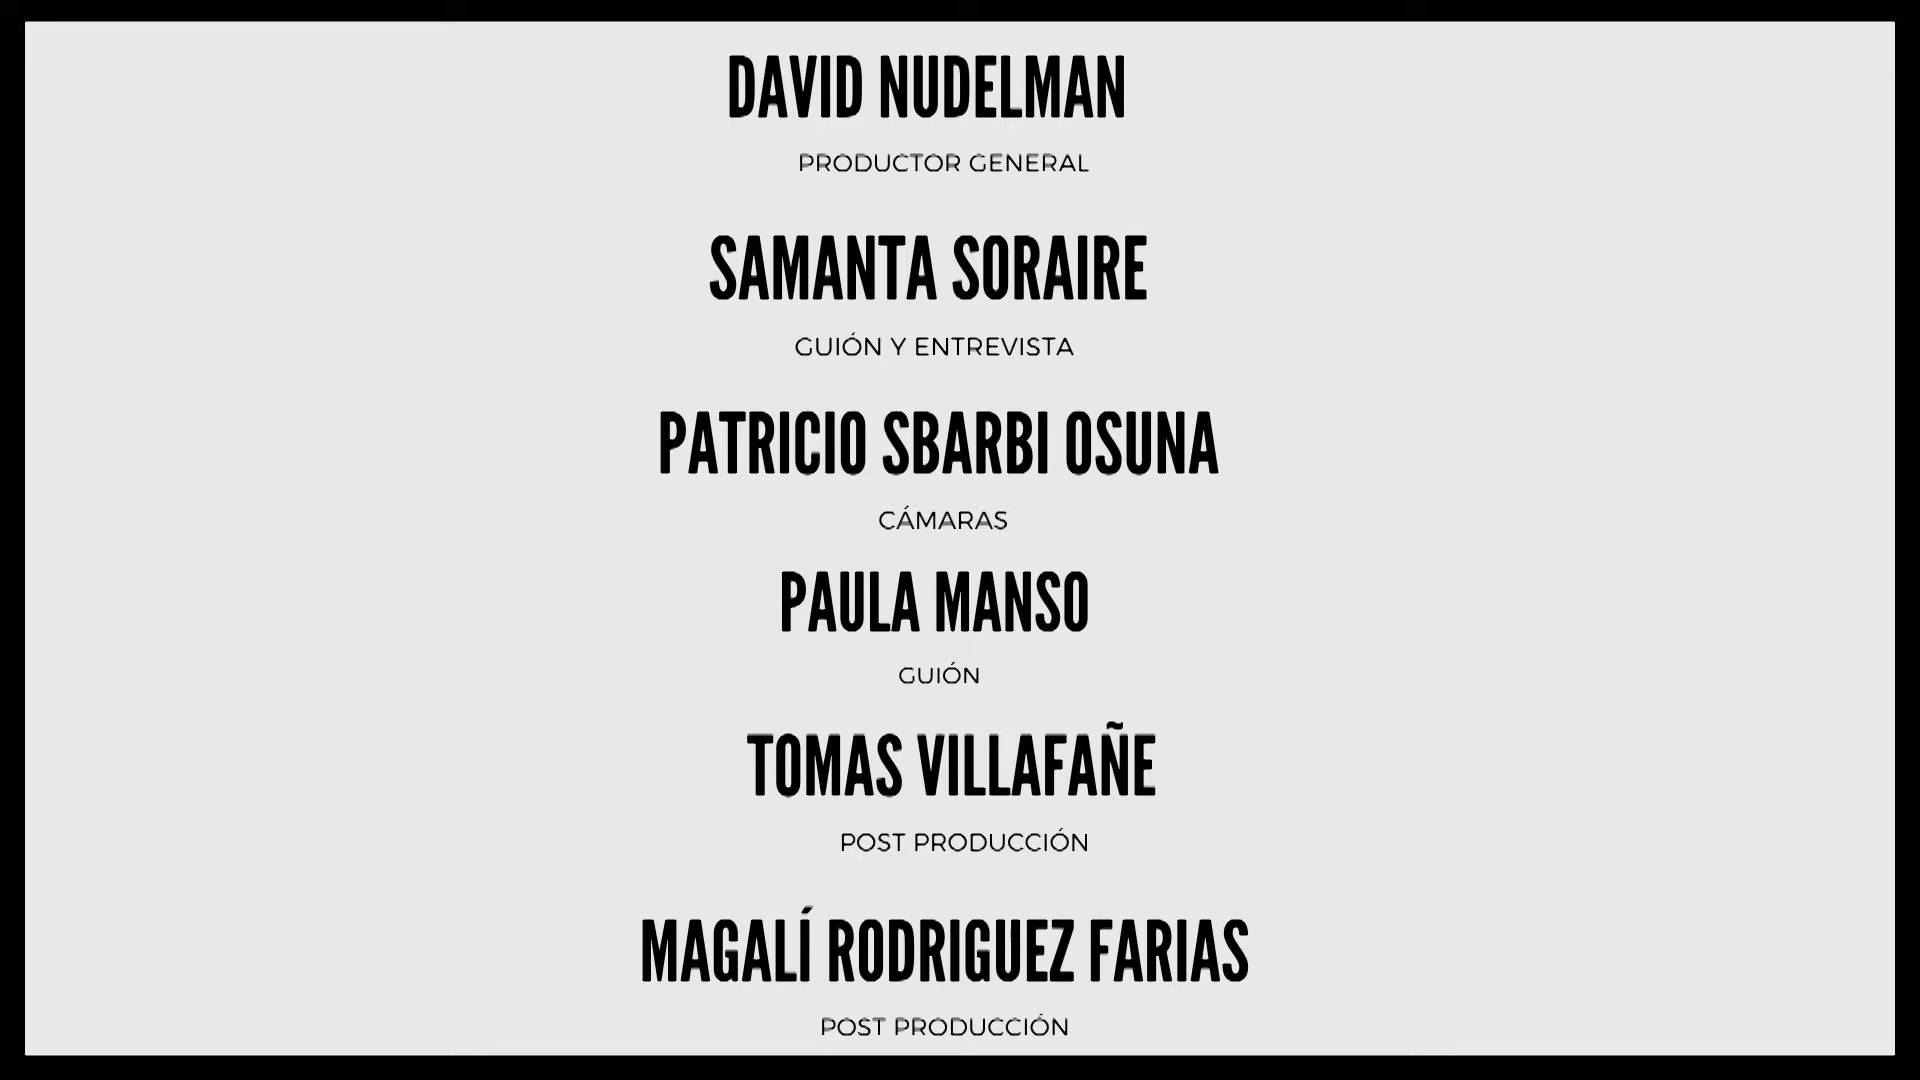 DAVID NUDELMAN
PRODUCTOR GENERAL
SAMANTA SORAIRE
GUIÓN Y ENTREVISTA
PATRICIO SBARBI OSUNA
CÁMARAS
PAULA MANSO
GUIÓN
TOMAS VILLAFAÑE
POST PRODUCCIÓN
MAGALÍ RODRIGUEZ FARIAS
POST PRODUCCIÓN